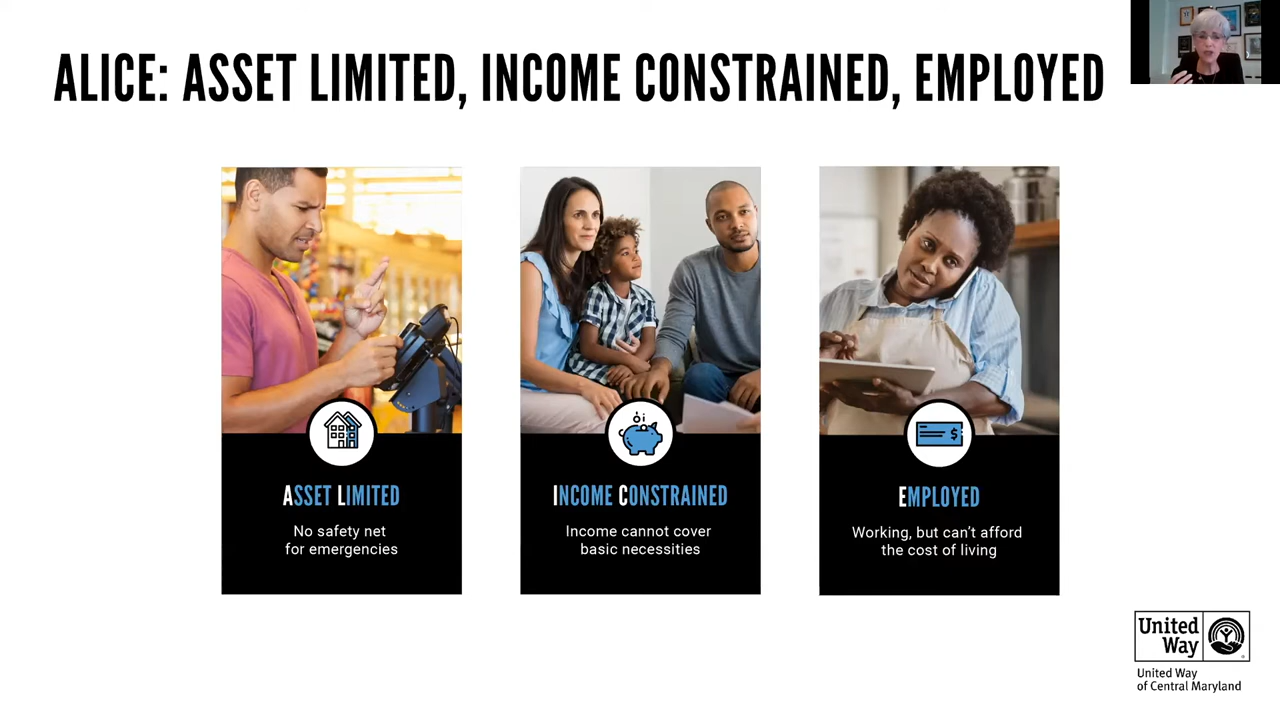 ALICE: ASSET LIMITED, INCOME CONSTRAINED, EMPLOYED
ASSET LIMITED
No safety net
for emergencies
INCOME CONSTRAINED
Income cannot cover
basic necessities
$
EMPLOYED
Working, but can't afford
the cost of living
United
Way
United Way
of Central Maryland